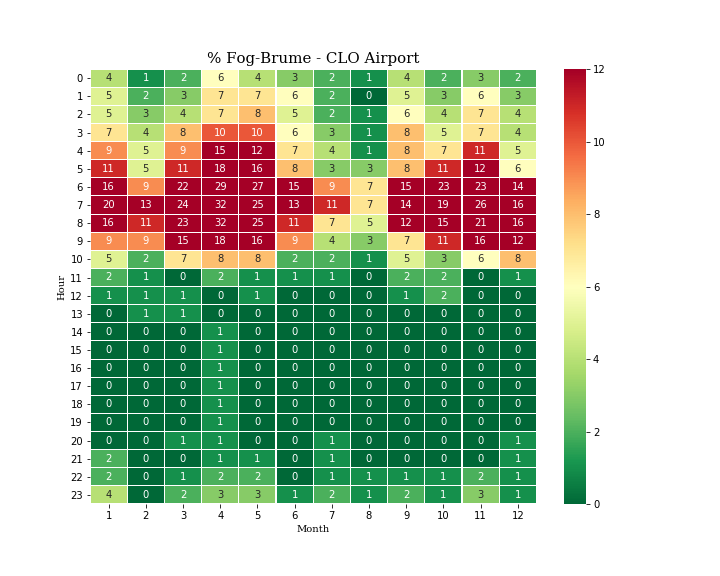 % Fog-Brume - CLO Airport
0 4 1 2 6 4 3 2 1 4 2 3 2
1 5 2 3 7 7 6 2 0 5 3 6 3
2 5 3 4 7 8 5 2 1 6 4 7 4
3 7 4 8 10 10 6 3 1 8 5 7 4
4 9 5 9 15 12 7 4 1 8 7 11 5
5 11 5 11 18 16 8 3 3 8 11 12 6
6 16 9 22 29 27 15 9 7 15 23 23 14
7 20 13 24 32 25 13 11 7 14 19 26 16
8 16 11 23 32 25 11 7 5 12 15 21 16
9 9 9 15 18 16 9 4 3 7 11 16 12
10 5 2 7 8 8 2 2 1 5 3 6 8
11 2 1 0 2 1 1 1 0 2 2 0 1
12 1 1 1 0 1 0 0 0 1 2 0 0
13 0 1 1 0 0 0 0 0 0 0 0 0
14 0 0 0 1 0 0 0 0 0 0 0 0
15 0 0 0 1 0 0 0 0 0 0 0 0
16 0 0 0 1 0 0 0 0 0 0 0 0
17 0 0 0 1 0 0 0 0 0 0 0 0
18 0 0 0 1 0 0 0 0 0 0 0 0
19 0 0 0 1 0 0 0 0 0 0 0 0
20 0 0 1 1 0 0 1 0 0 0 0 1
21 2 0 0 1 1 0 1 0 0 0 0 1
22 2 0 1 2 2 0 1 1 1 1 2 1
23 4 0 2 3 3 1 2 1 2 1 3 1
1 2 3 4 5 6 7 8 9 10 11 12
Month
Hour
12
10
8
6
4
2
0